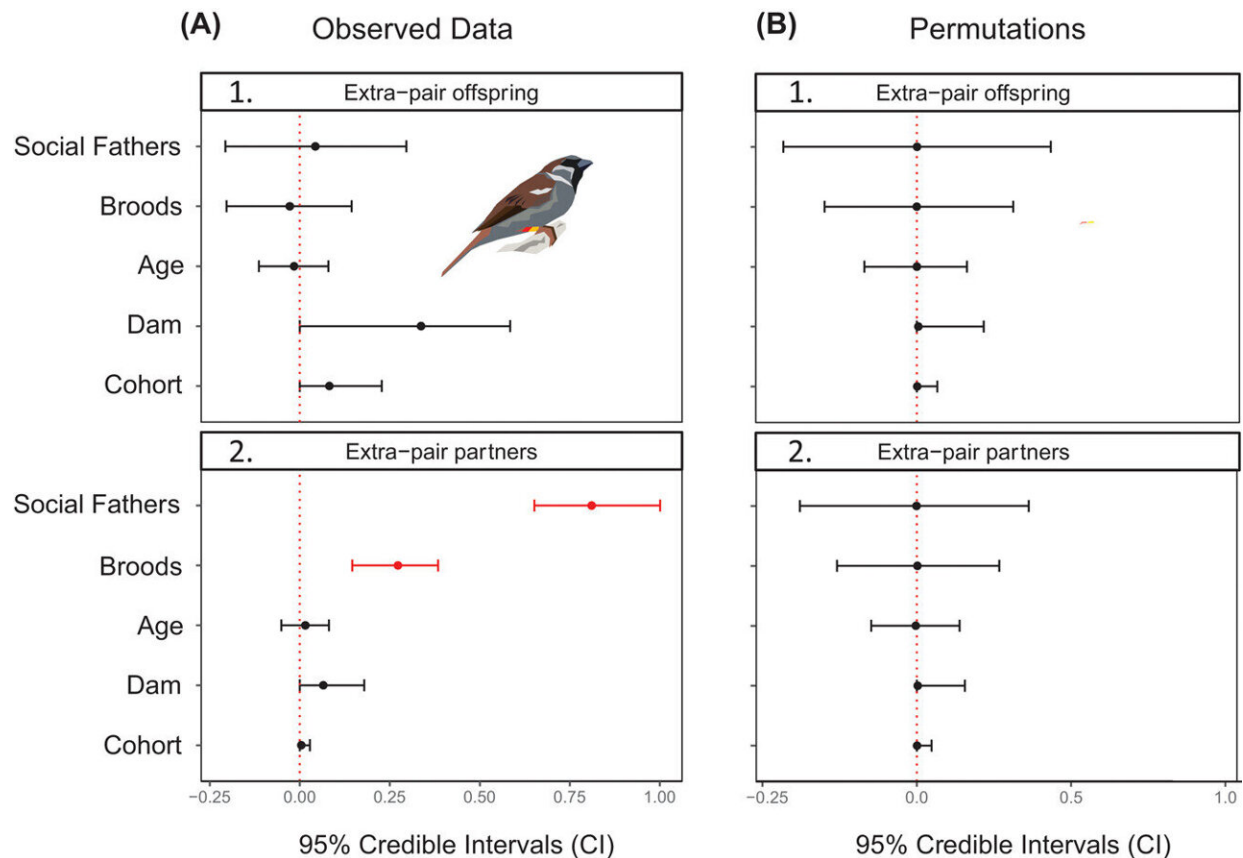 (A) Observed Data
1. Extra-pair offspring
Social Fathers
Broods
Age
Dam
Cohort
2. Extra-pair partners
Social Fathers
Broods
Age
Dam
Cohort
-0.25 0.00 0.25 0.50 0.75 1.00
95% Credible Intervals (CI)
(B) Permutations
1. Extra-pair offspring
2. Extra-pair partners
-0.25 0.0 0.5 1.0
95% Credible Intervals (CI)